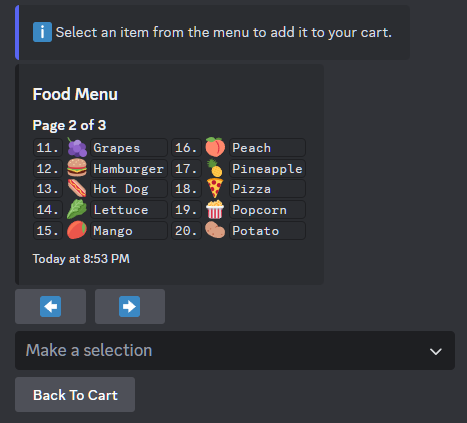 Select an item from the menu to add it to your cart.
Food Menu
Page 2 of 3
11. Grapes 16. Peach
12. Hamburger 17. Pineapple
13. Hot Dog 18. Pizza
14. Lettuce 19. Popcorn
15. Mango 20. Potato
Today at 8:53 PM
Make a selection
Back To Cart